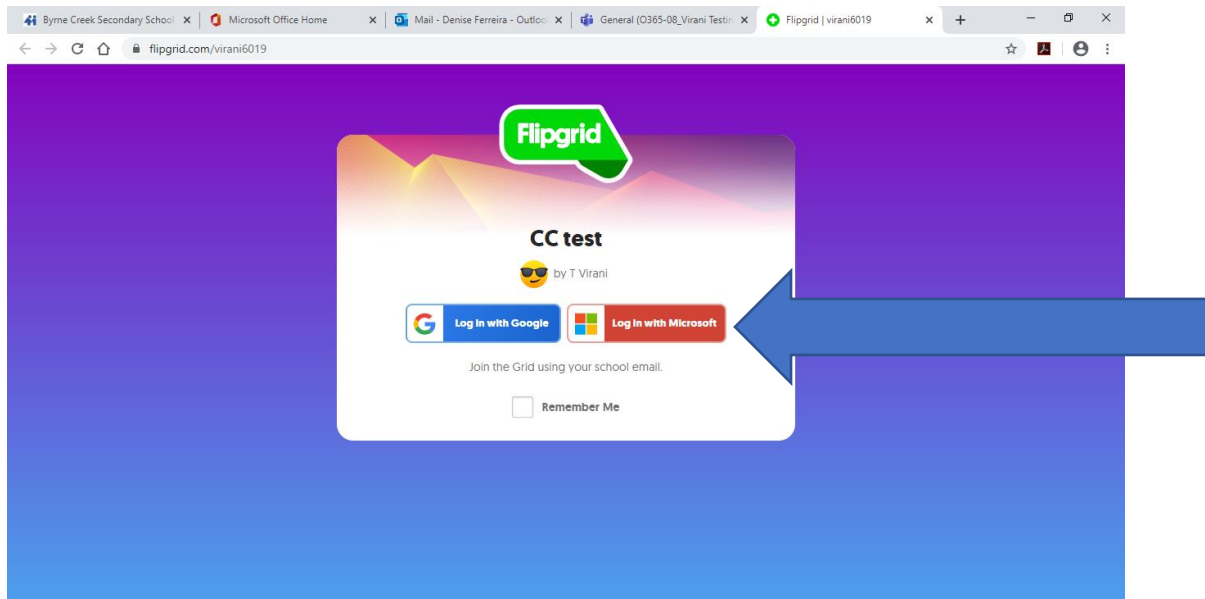 Byrne Creek Secondary School
Microsoft Office Home
Mail - Denise Ferreira - Outloo
General (O365-08_Virani Testin
Flipgrid | virani6019
flipgrid.com/virani6019
Flipgrid
CC test
by T Virani
G Log in with Google
Log in with Microsoft
Join the Grid using your school email.
Remember Me